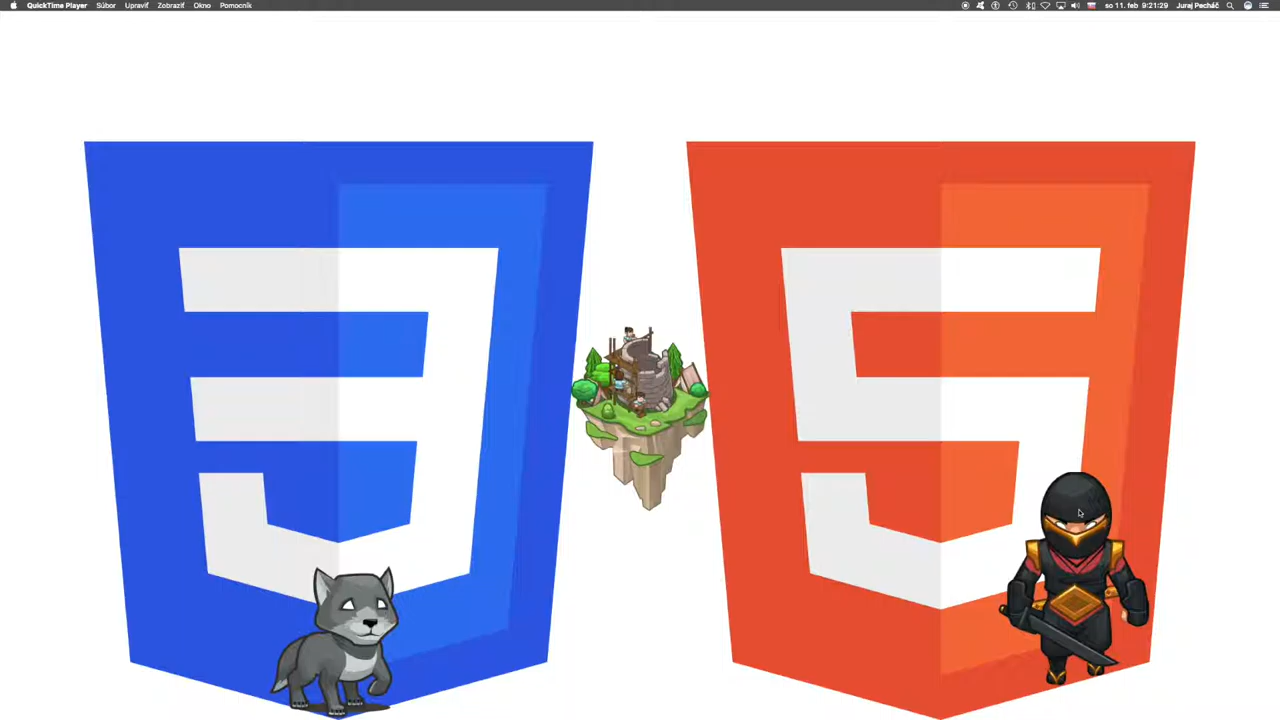 QuickTime Player Súbor Upraviť Zobraziť Okno Pomocník so 11. feb 9:21:29 Juraj Pecháč